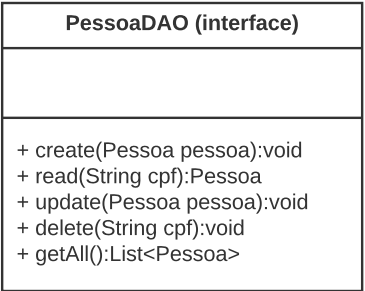 PessoaDAO (interface)
+ create(Pessoa pessoa):void
+ read(String cpf):Pessoa
+ update(Pessoa pessoa):void
+ delete(String cpf):void
+ getAll():List<Pessoa>